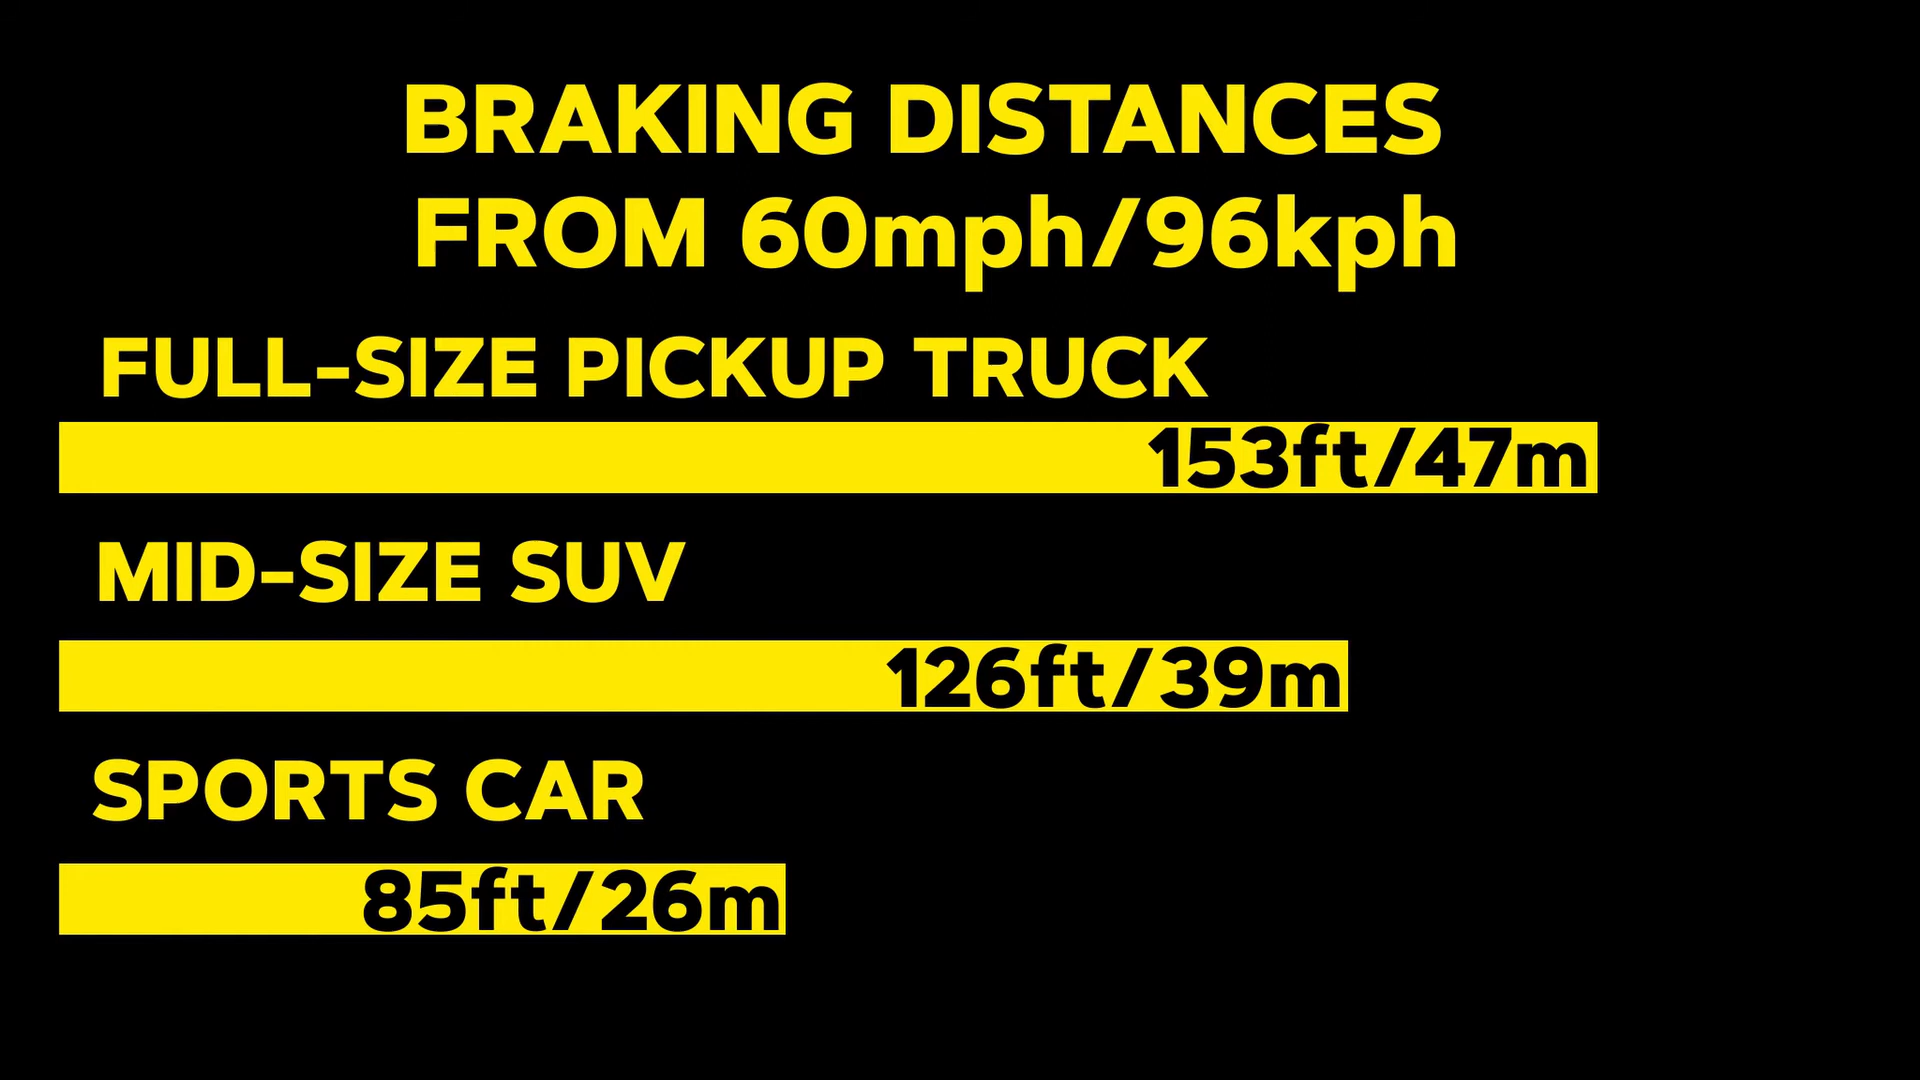 BRAKING DISTANCES
FROM 60mph/96kph
FULL-SIZE PICKUP TRUCK
153ft/47m
MID-SIZE SUV
126ft/39m
SPORTS CAR
85ft/26m